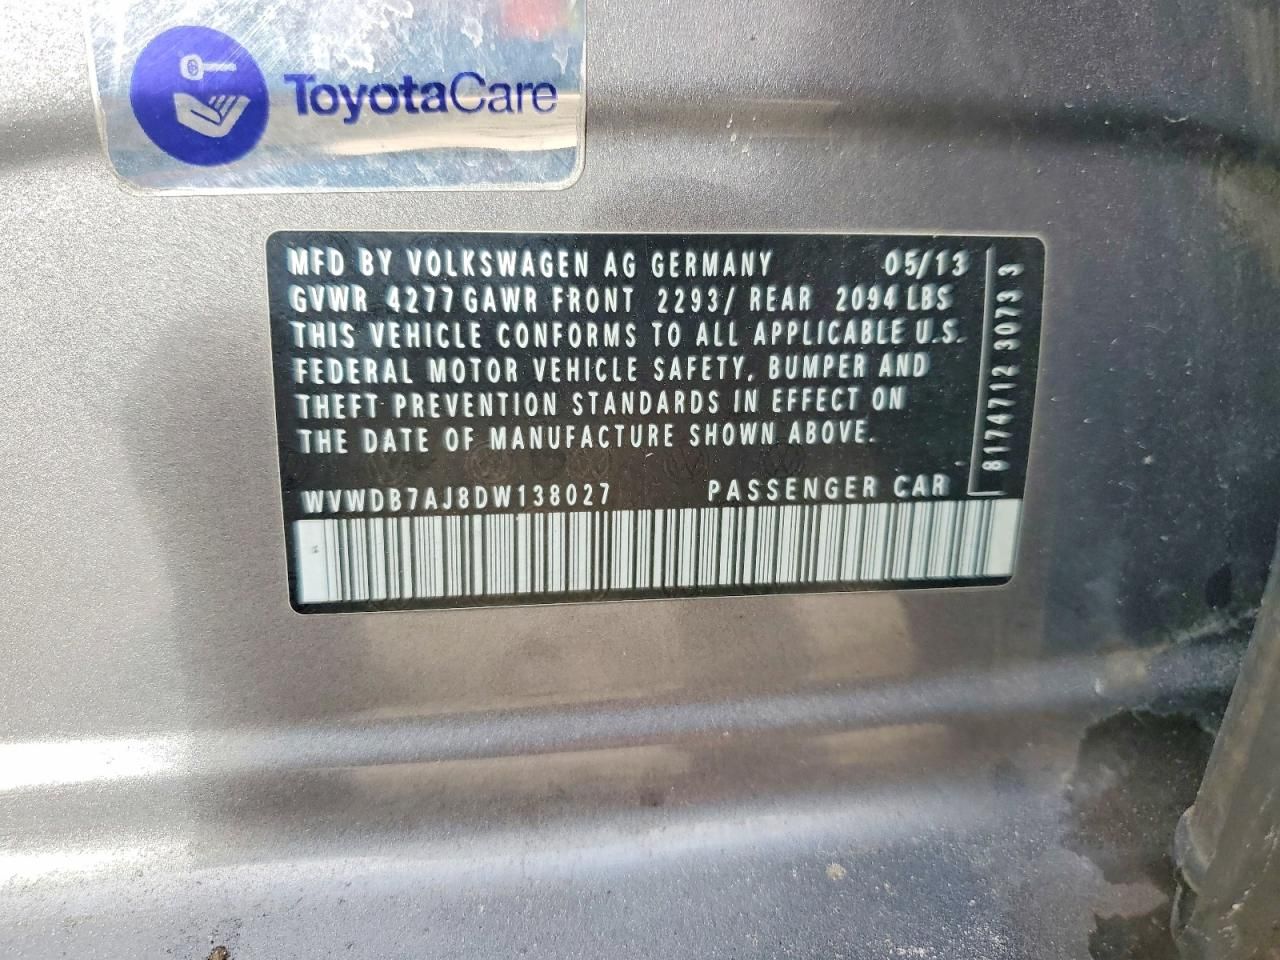 ToyotaCare
MFD BY VOLKSWAGEN AG GERMANY 05/13
GVWR 4277 GAWR FRONT 2293/ REAR 2094 LBS
THIS VEHICLE CONFORMS TO ALL APPLICABLE U.S.
FEDERAL MOTOR VEHICLE SAFETY, BUMPER AND
THEFT PREVENTION STANDARDS IN EFFECT ON
THE DATE OF MANUFACTURE SHOWN ABOVE.
WVWDB7AJ8DW138027 PASSENGER CAR
8174712 3073 3